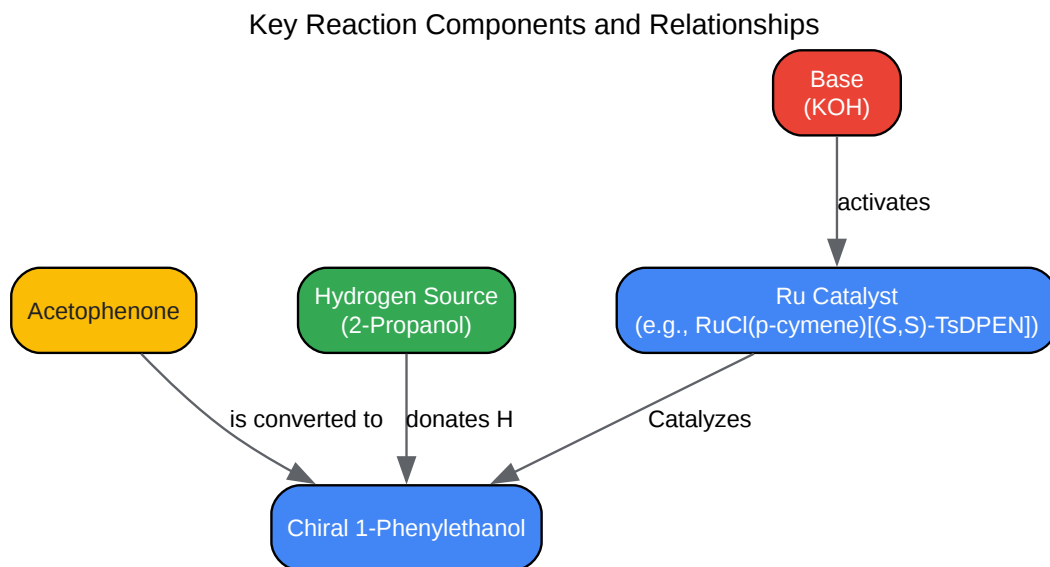 Key Reaction Components and Relationships
Base
(KOH)
activates
Acetophenone
Hydrogen Source
(2-Propanol)
Ru Catalyst
(e.g., RuCl(p-cymene)[(S,S)-TsDPEN])
is converted to
donates H
Catalyzes
Chiral 1-Phenylethanol